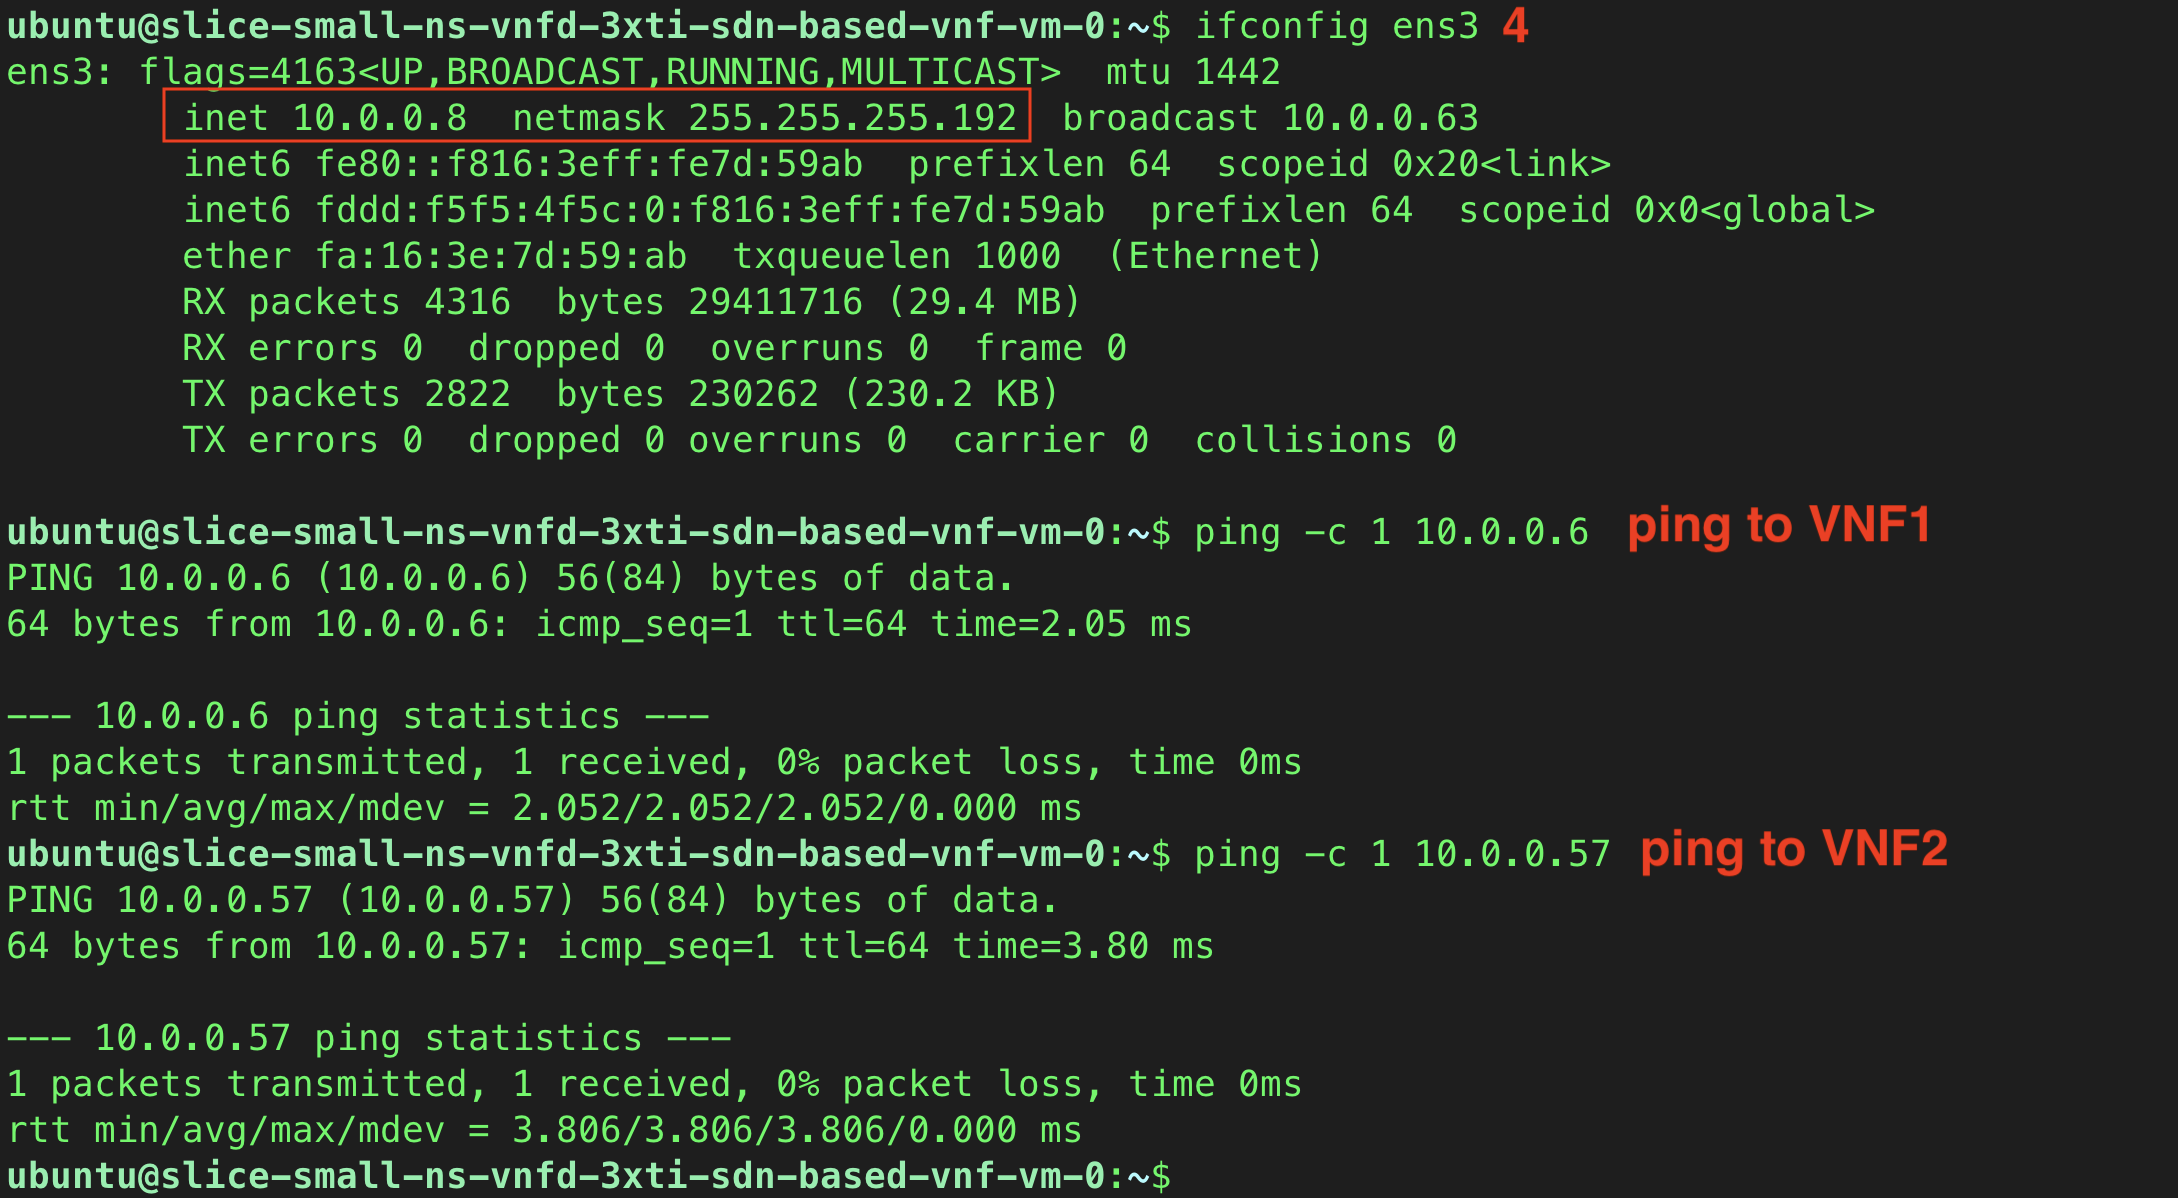 ubuntu@slice-small-ns-vnfd-3xti-sdn-based-vnf-vm-0:~$ ifconfig ens3 4
ens3: flags=4163<UP,BROADCAST,RUNNING,MULTICAST>  mtu 1442
        inet 10.0.0.8  netmask 255.255.255.192  broadcast 10.0.0.63
        inet6 fe80::f816:3eff:fe7d:59ab  prefixlen 64  scopeid 0x20<link>
        inet6 fddd:f5f5:4f5c:0:f816:3eff:fe7d:59ab  prefixlen 64  scopeid 0x0<global>
        ether fa:16:3e:7d:59:ab  txqueuelen 1000  (Ethernet)
        RX packets 4316  bytes 29411716 (29.4 MB)
        RX errors 0  dropped 0  overruns 0  frame 0
        TX packets 2822  bytes 230262 (230.2 KB)
        TX errors 0  dropped 0 overruns 0  carrier 0  collisions 0

ubuntu@slice-small-ns-vnfd-3xti-sdn-based-vnf-vm-0:~$ ping -c 1 10.0.0.6 ping to VNF1
PING 10.0.0.6 (10.0.0.6) 56(84) bytes of data.
64 bytes from 10.0.0.6: icmp_seq=1 ttl=64 time=2.05 ms

--- 10.0.0.6 ping statistics ---
1 packets transmitted, 1 received, 0% packet loss, time 0ms
rtt min/avg/max/mdev = 2.052/2.052/2.052/0.000 ms
ubuntu@slice-small-ns-vnfd-3xti-sdn-based-vnf-vm-0:~$ ping -c 1 10.0.0.57 ping to VNF2
PING 10.0.0.57 (10.0.0.57) 56(84) bytes of data.
64 bytes from 10.0.0.57: icmp_seq=1 ttl=64 time=3.80 ms

--- 10.0.0.57 ping statistics ---
1 packets transmitted, 1 received, 0% packet loss, time 0ms
rtt min/avg/max/mdev = 3.806/3.806/3.806/0.000 ms
ubuntu@slice-small-ns-vnfd-3xti-sdn-based-vnf-vm-0:~$